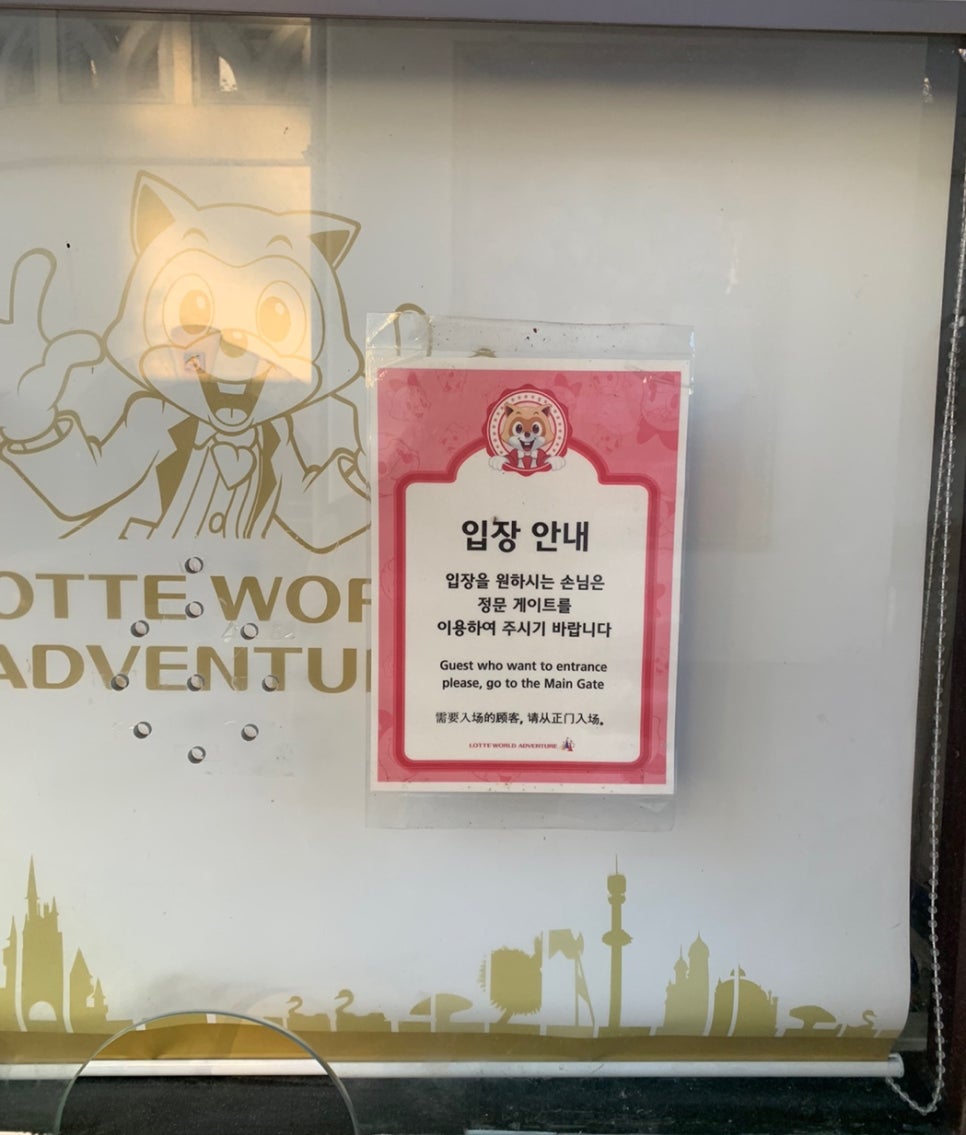 OTTE WOR
ADVENTU
입장 안내
입장을 원하시는 손님은
정문 게이트를
이용하여 주시기 바랍니다
Guest who want to entrance
please, go to the Main Gate
需要入场的顾客, 请从正门入场。
LOTTE WORLD ADVENTURE